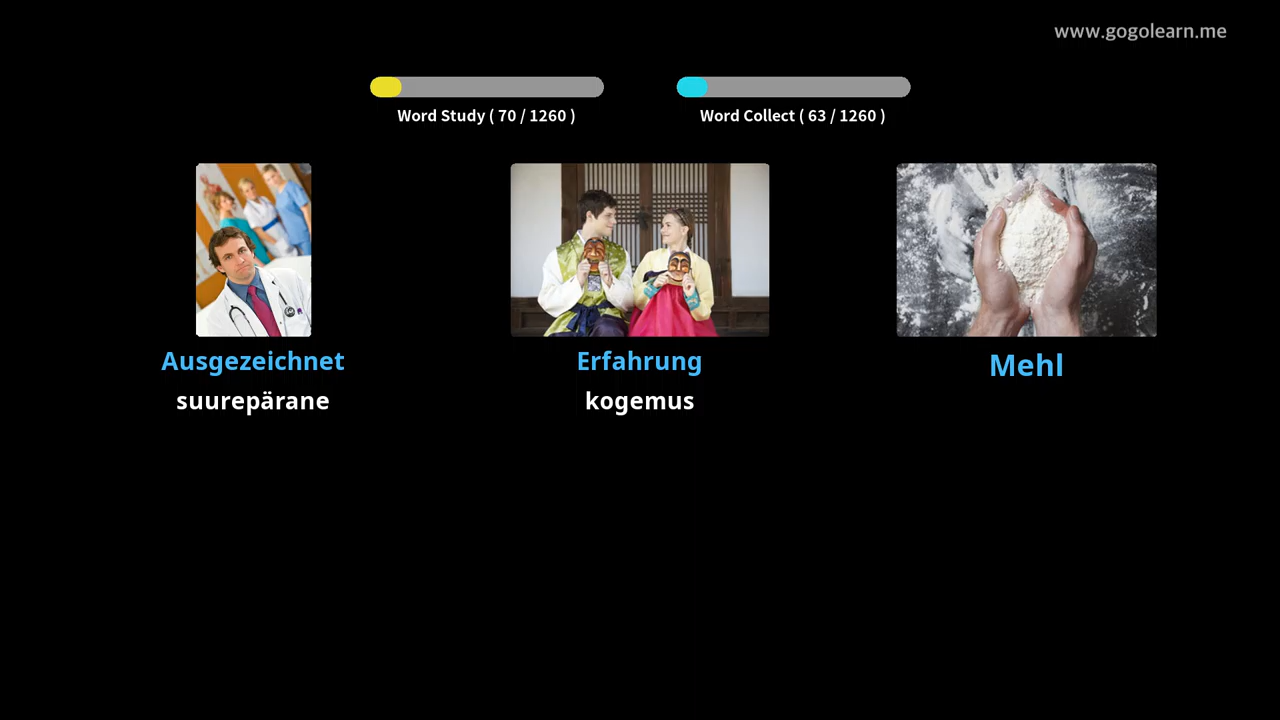 www.gogolearn.me
Word Study ( 70 / 1260 )
Word Collect ( 63 / 1260 )
Ausgezeichnet
suurepärane
Erfahrung
kogemus
Mehl